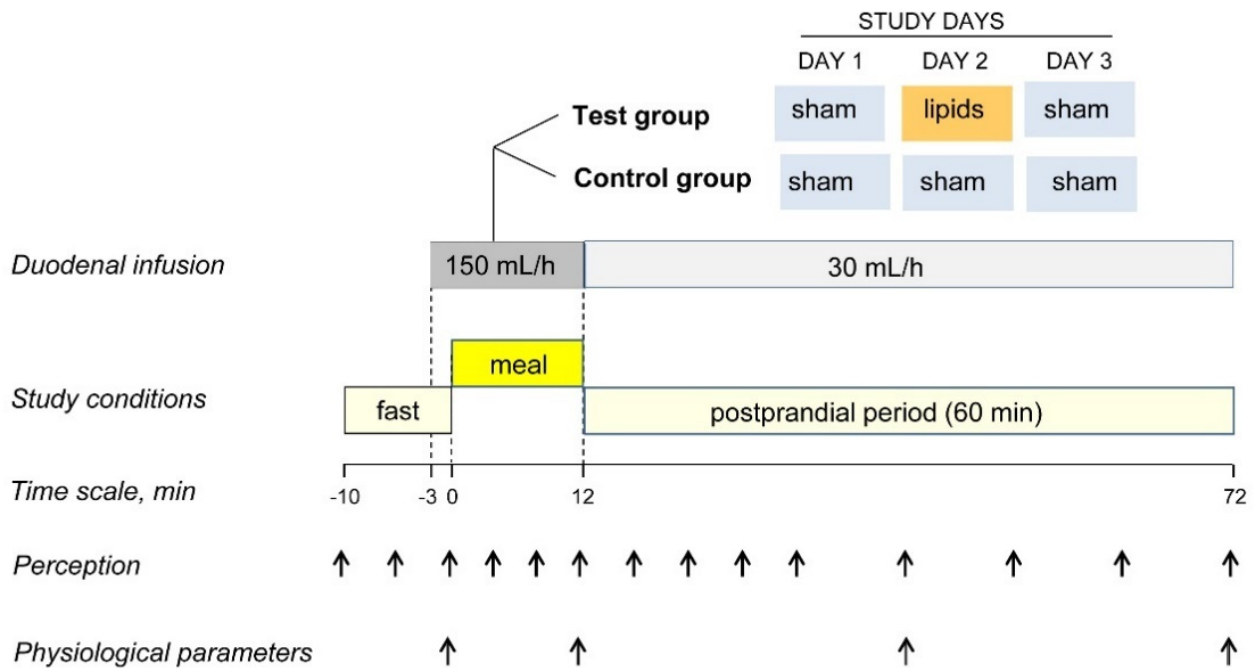 STUDY DAYS
DAY 1 DAY 2 DAY 3
Test group sham lipids sham
Control group sham sham sham
Duodenal infusion 150 mL/h 30 mL/h
meal
Study conditions fast postprandial period (60 min)
Time scale, min -10 -3 0 12 72
Perception
Physiological parameters